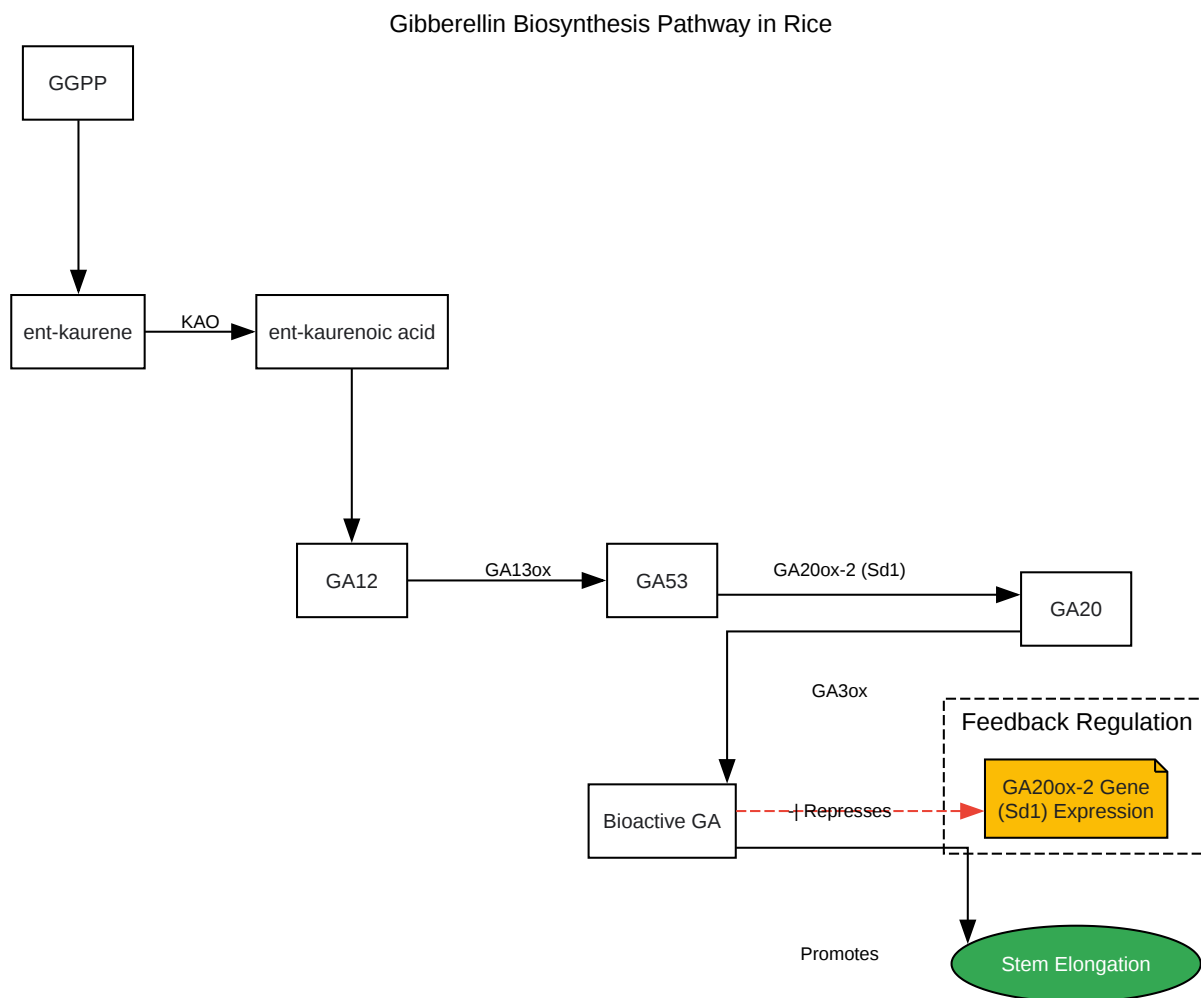 Gibberellin Biosynthesis Pathway in Rice
GGPP
ent-kaurene
KAO
ent-kaurenoic acid
GA12
GA13ox
GA53
GA20ox-2 (Sd1)
GA20
GA3ox
Feedback Regulation
Bioactive GA
-| Represses
GA20ox-2 Gene
(Sd1) Expression
Promotes
Stem Elongation